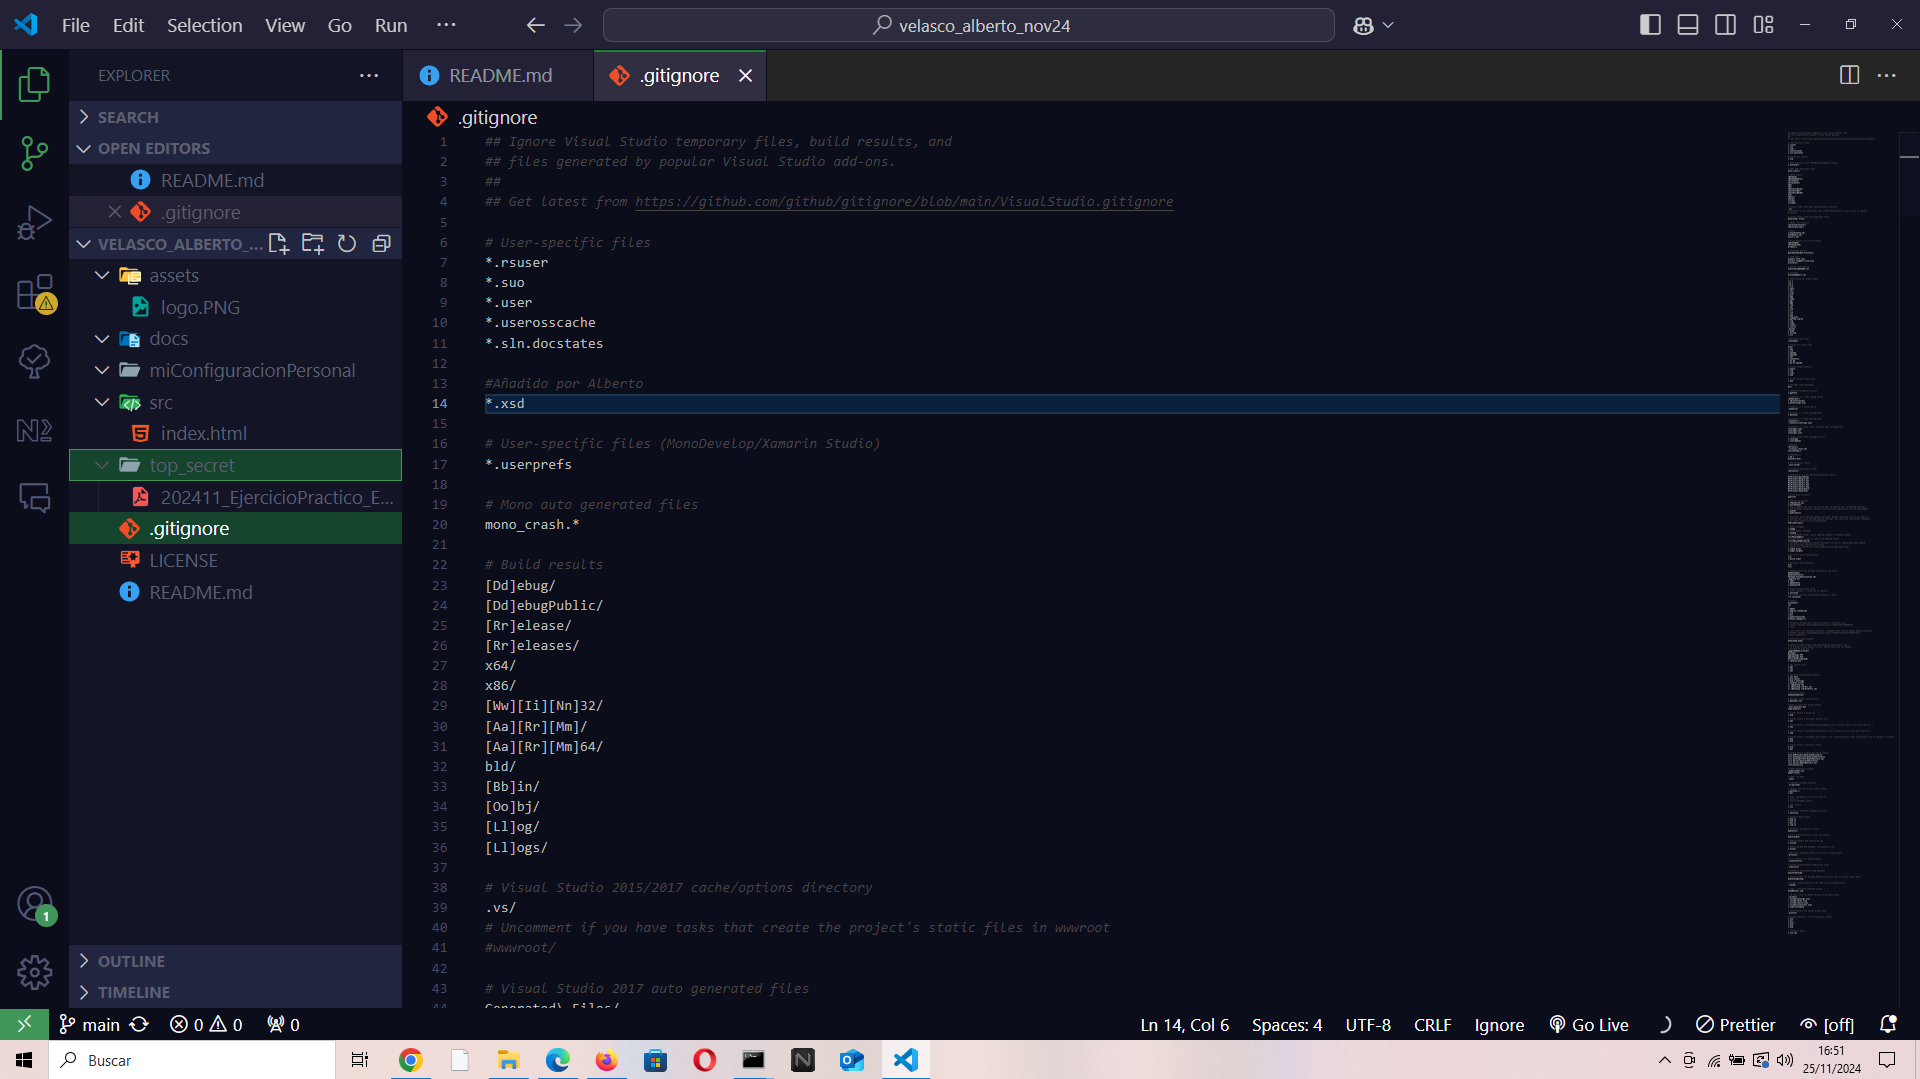 File Edit Selection View Go Run ···
velasco_alberto_nov24
EXPLORER
SEARCH
OPEN EDITORS
README.md
.gitignore
VELASCO_ALBERTO_...
assets
logo.PNG
docs
miConfiguracionPersonal
src
index.html
top_secret
202411_EjercicioPractico_E...
.gitignore
LICENSE
README.md
OUTLINE
TIMELINE
README.md
.gitignore
.gitignore
1 ## Ignore Visual Studio temporary files, build results, and
2 ## files generated by popular Visual Studio add-ons.
3 ##
4 ## Get latest from https://github.com/github/gitignore/blob/main/VisualStudio.gitignore
5
6 # User-specific files
7 *.rsuser
8 *.suo
9 *.user
10 *.userosscache
11 *.sln.docstates
12
13 #Añadido por Alberto
14 *.xsd
15
16 # User-specific files (MonoDevelop/Xamarin Studio)
17 *.userprefs
18
19 # Mono auto generated files
20 mono_crash.*
21
22 # Build results
23 [Dd]ebug/
24 [Dd]ebugPublic/
25 [Rr]elease/
26 [Rr]eleases/
27 x64/
28 x86/
29 [Ww][Ii][Nn]32/
30 [Aa][Rr][Mm]/
31 [Aa][Rr][Mm]64/
32 bld/
33 [Bb]in/
34 [Oo]bj/
35 [Ll]og/
36 [Ll]ogs/
37
38 # Visual Studio 2015/2017 cache/options directory
39 .vs/
40 # Uncomment if you have tasks that create the project's static files in wwwroot
41 #wwwroot/
42
43 # Visual Studio 2017 auto generated files
44 Generated\ Files/
1
main 0 0 0
Ln 14, Col 6 Spaces: 4 UTF-8 CRLF Ignore Go Live Prettier [off]
Buscar
16:51
25/11/2024